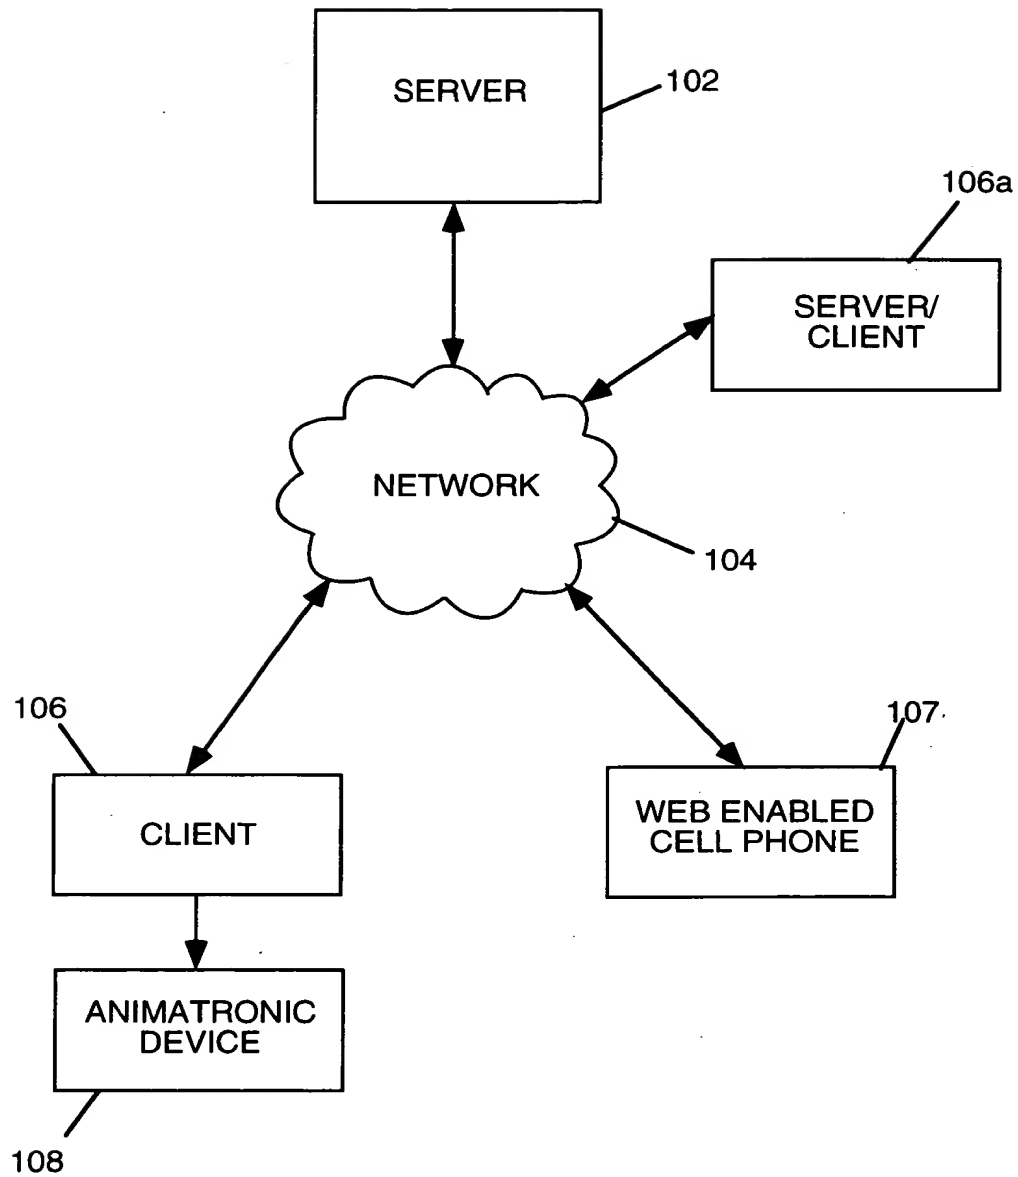 SERVER
102
106a
SERVER/
CLIENT
NETWORK
104
106
107
CLIENT
WEB ENABLED
CELL PHONE
ANIMATRONIC
DEVICE
108